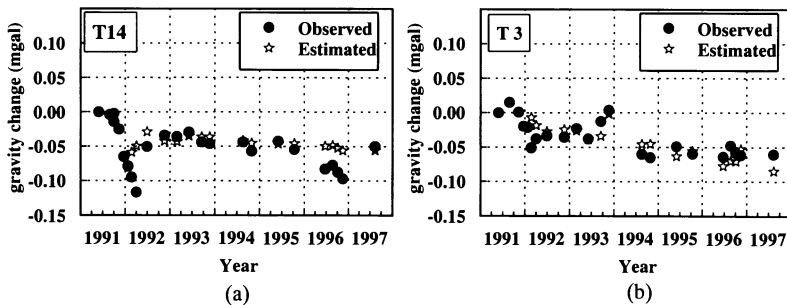 T14
Observed
Estimated
gravity change (mgal)
0.10
0.05
0.00
-0.05
-0.10
-0.15
1991 1992 1993 1994 1995 1996 1997
Year
(a)
T 3
Observed
Estimated
gravity change (mgal)
0.10
0.05
0.00
-0.05
-0.10
-0.15
1991 1992 1993 1994 1995 1996 1997
Year
(b)